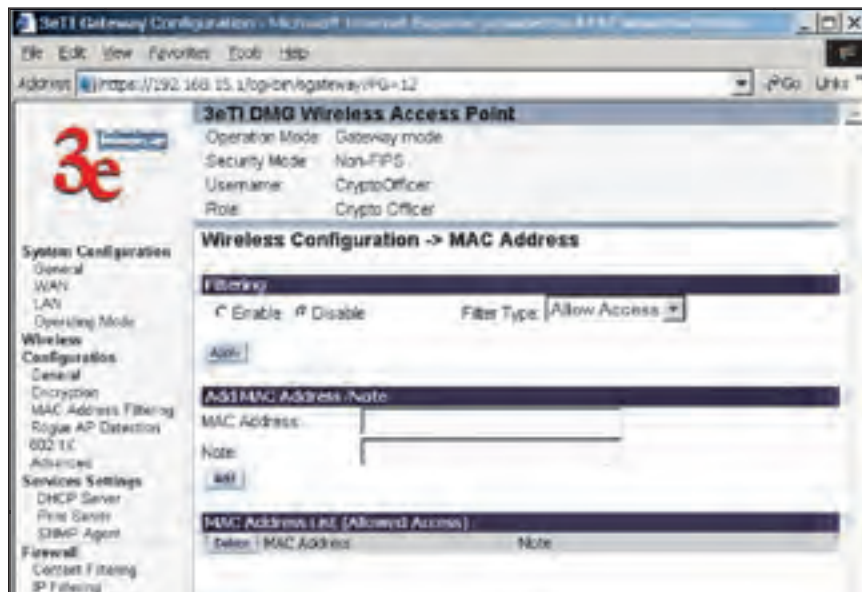 3eTI Gateway Configuration - Microsoft Internet Explorer
File Edit View Favorites Tools Help
Address https://192.168.15.1/cgi-bin/sgateway?PG=12 Go Links
3e Technologies
3eTI DMG Wireless Access Point
Operation Mode: Gateway mode
Security Mode: Non-FIPS
Username: CryptoOfficer
Role: Crypto Officer
System Configuration
General
WAN
LAN
Operating Mode
Wireless
Configuration
General
Encryption
MAC Address Filtering
Rogue AP Detection
Advanced
Services Settings
DHCP Server
Print Server
SNMP Agent
Firewall
Content Filtering
IP Filtering
Wireless Configuration -> MAC Address
Filtering
Enable Disable Filter Type: Allow Access
Apply
Add MAC Address/Note
MAC Address:
Note:
Add
MAC Address List (Allowed Access)
Delete MAC Address Note